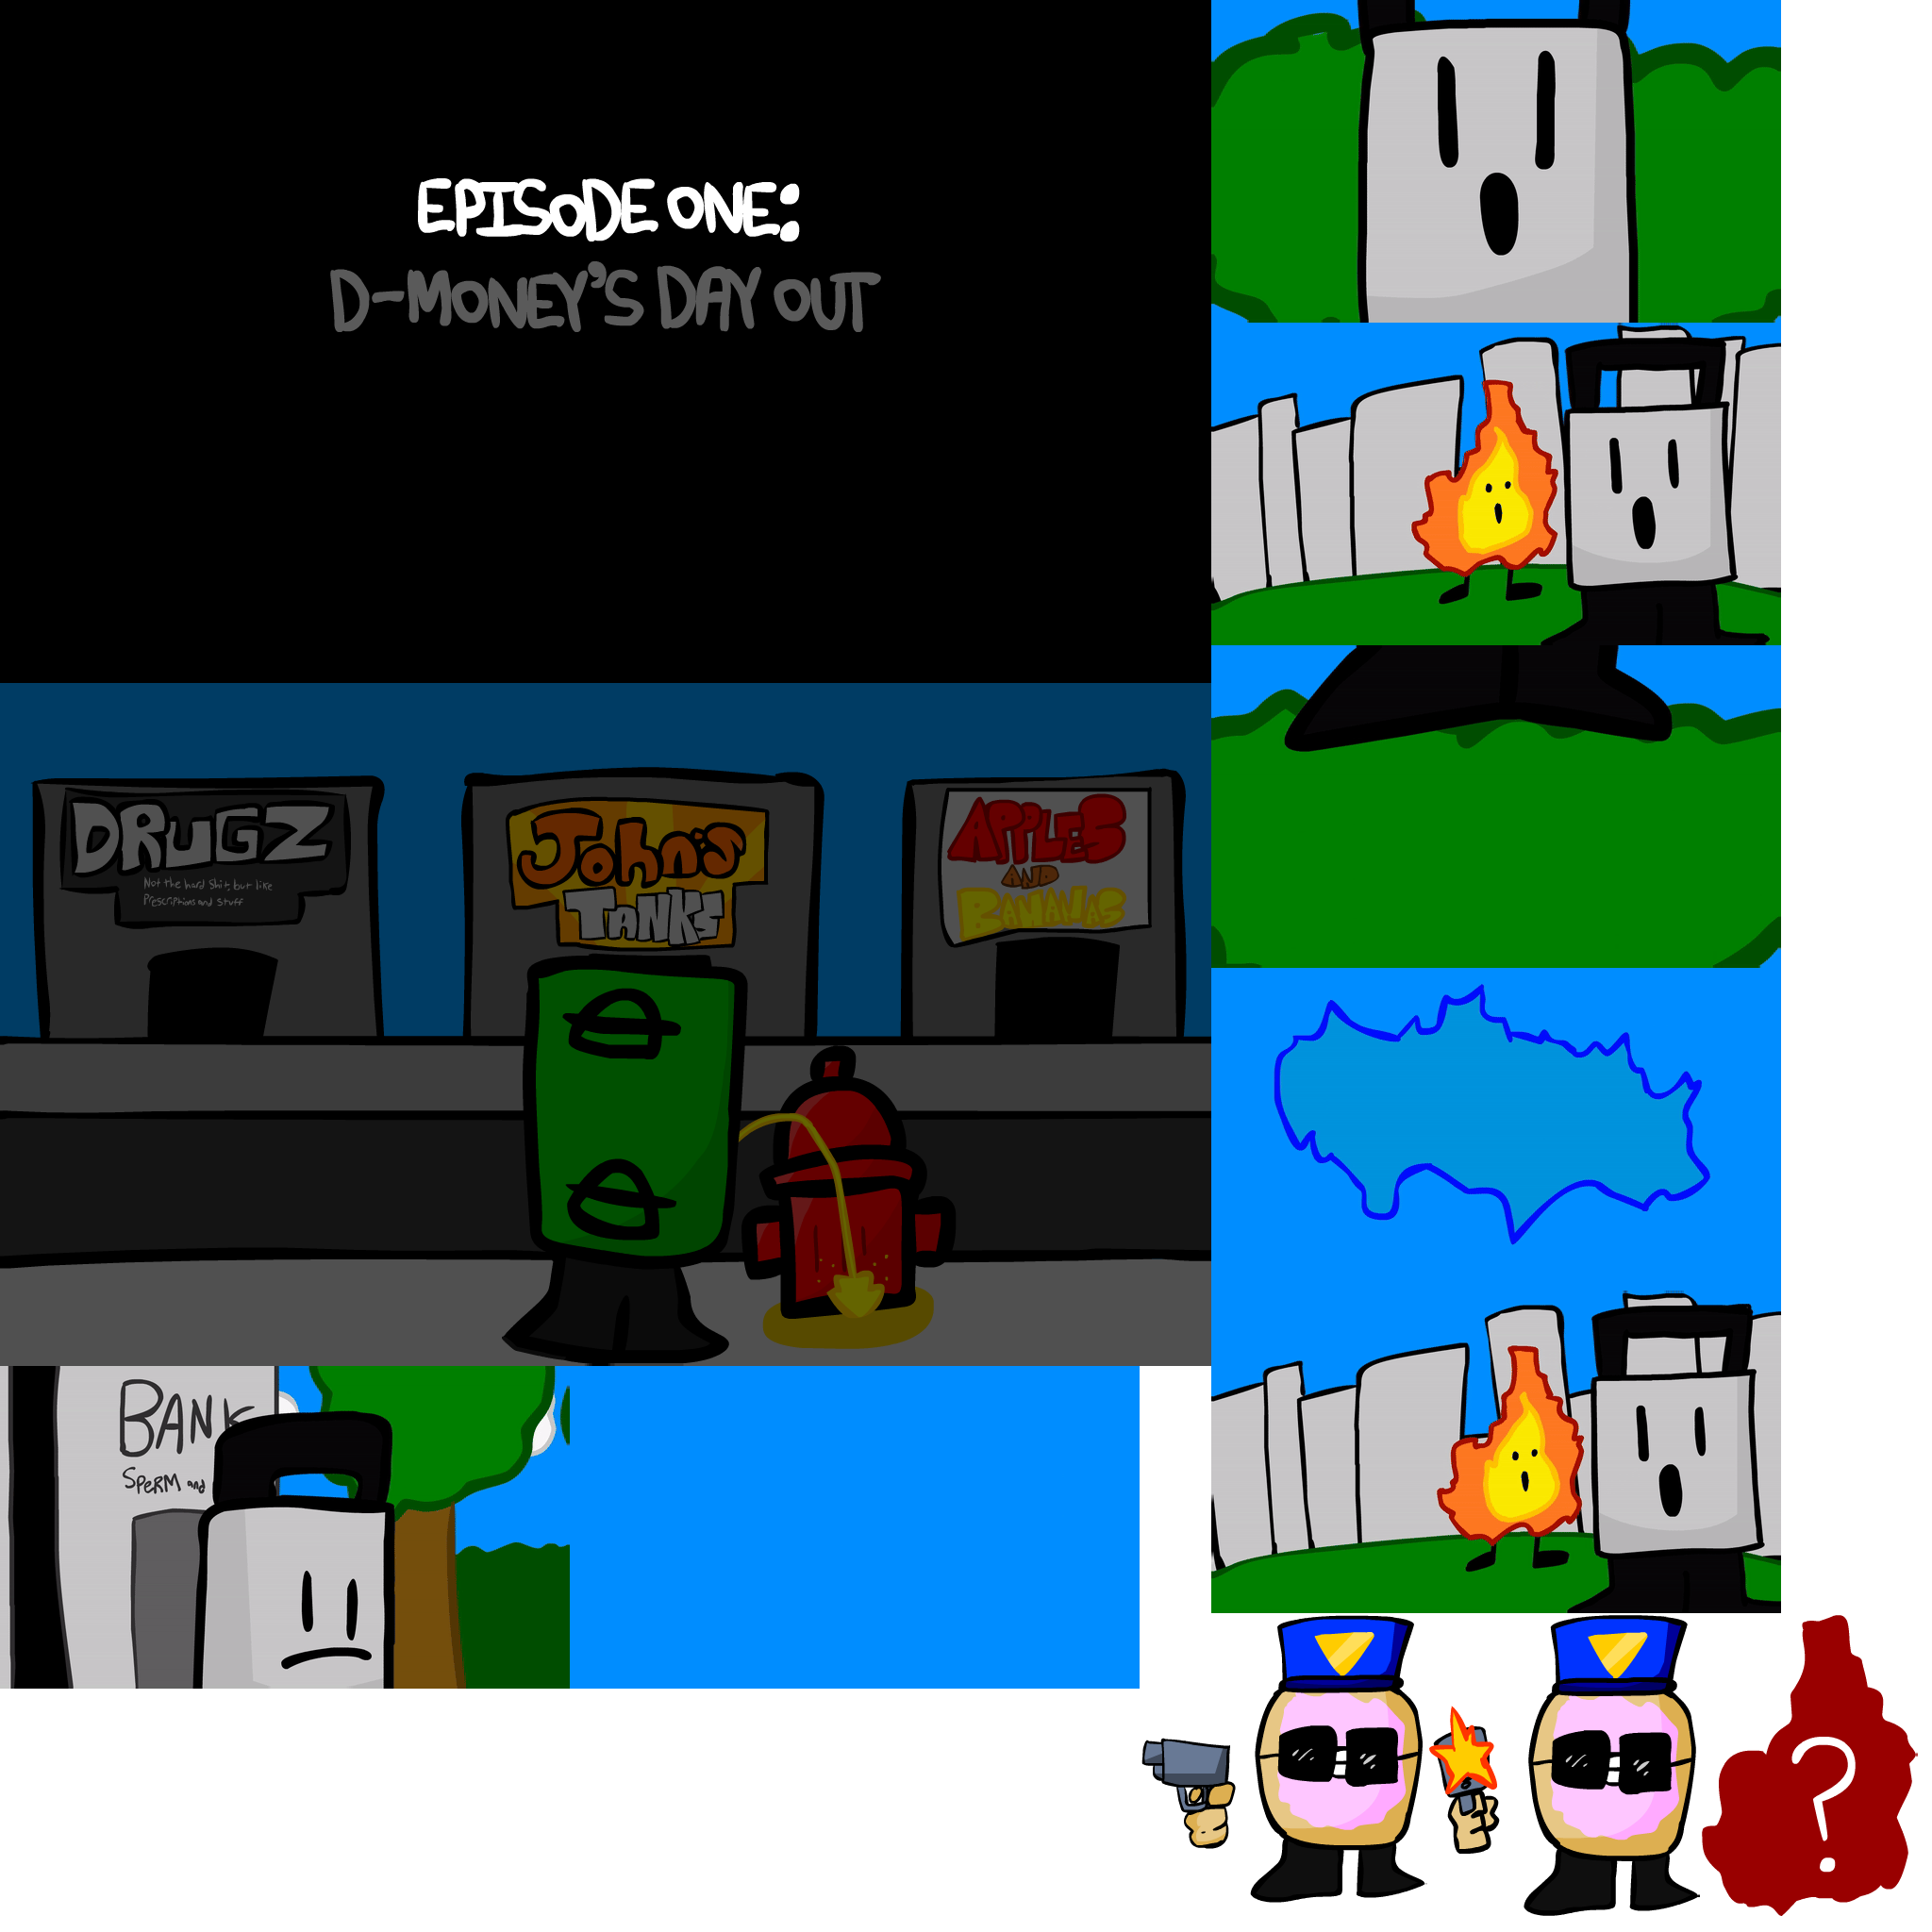 EPISODE ONE:
D-MONEY'S DAY OUT
DRUGZ
Not the hard shit, but like
Prescriptions and stuff
John's
TANKS
APPLES
AND
BANANAS
BANK
SPERM and
?